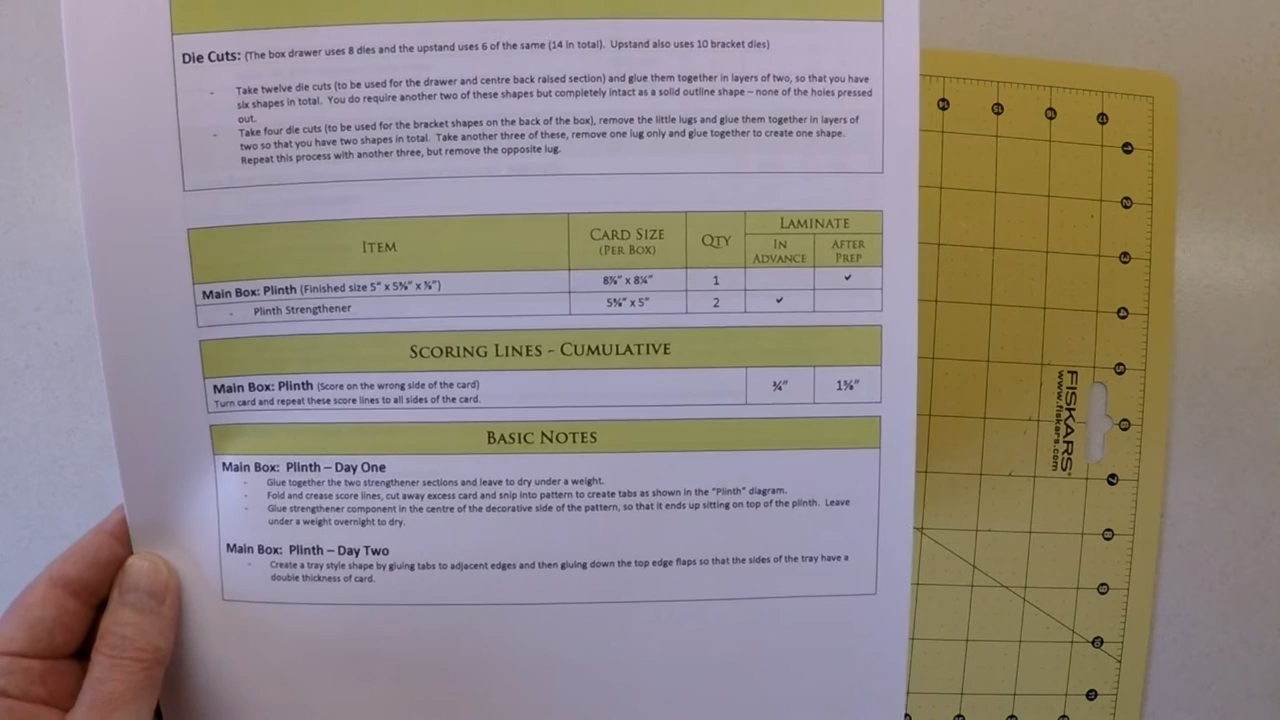 Die Cuts: (The box drawer uses 8 dies and the upstand uses 6 of the same (14 in total). Upstand also uses 10 bracket dies)
- Take twelve die cuts (to be used for the drawer and centre back raised section) and glue them together in layers of two, so that you have
six shapes in total. You do require another two of these shapes but completely intact as a solid outline shape – none of the holes pressed
out.
- Take four die cuts (to be used for the bracket shapes on the back of the box), remove the little lugs and glue them together in layers of
two so that you have two shapes in total. Take another three of these, remove one lug only and glue together to create one shape.
Repeat this process with another three, but remove the opposite lug.
ITEM
CARD SIZE
(PER BOX)
QTY
LAMINATE
IN
ADVANCE
AFTER
PREP
Main Box: Plinth (Finished size 5" x
1 ✓
- Plinth Strengthener
x 5" 2 ✓
SCORING LINES - CUMULATIVE
Main Box: Plinth (Score on the wrong side of the card)
Turn card and repeat these score lines to all sides of the card.
BASIC NOTES
Main Box: Plinth – Day One
- Glue together the two strengthener sections and leave to dry under a weight.
- Fold and crease score lines, cut away excess card and snip into pattern to create tabs as shown in the "Plinth" diagram.
- Glue strengthener component in the centre of the decorative side of the pattern, so that it ends up sitting on top of the plinth. Leave
under a weight overnight to dry.
Main Box: Plinth – Day Two
- Create a tray style shape by gluing tabs to adjacent edges and then gluing down the top edge flaps so that the sides of the tray have a
double thickness of card.
14 15 16 17
1
2
3
4
5
6
7
8
9
10
11
FISKARS®
www.fiskars.com